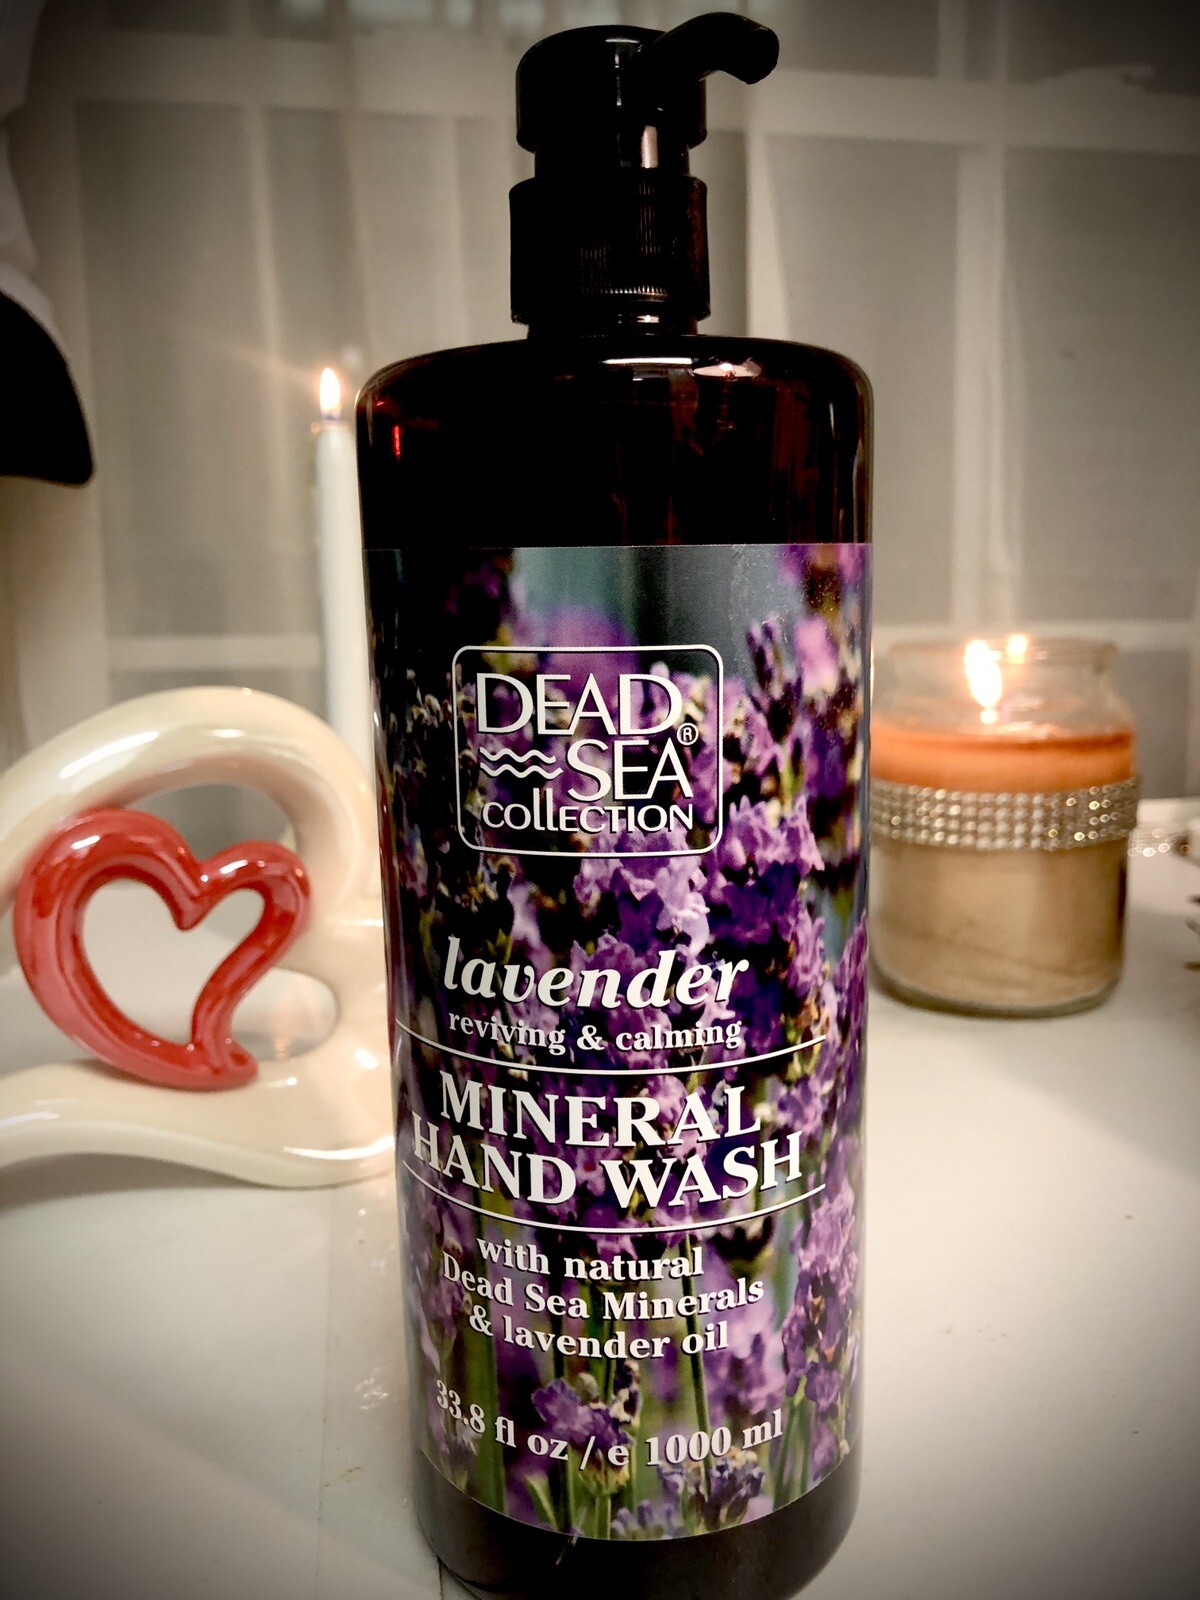 DEAD
SEA®
collection
lavender
reviving & calming
MINERAL
HAND WASH
with natural
Dead Sea Minerals
& lavender oil
33.8 fl oz / e 1000 ml